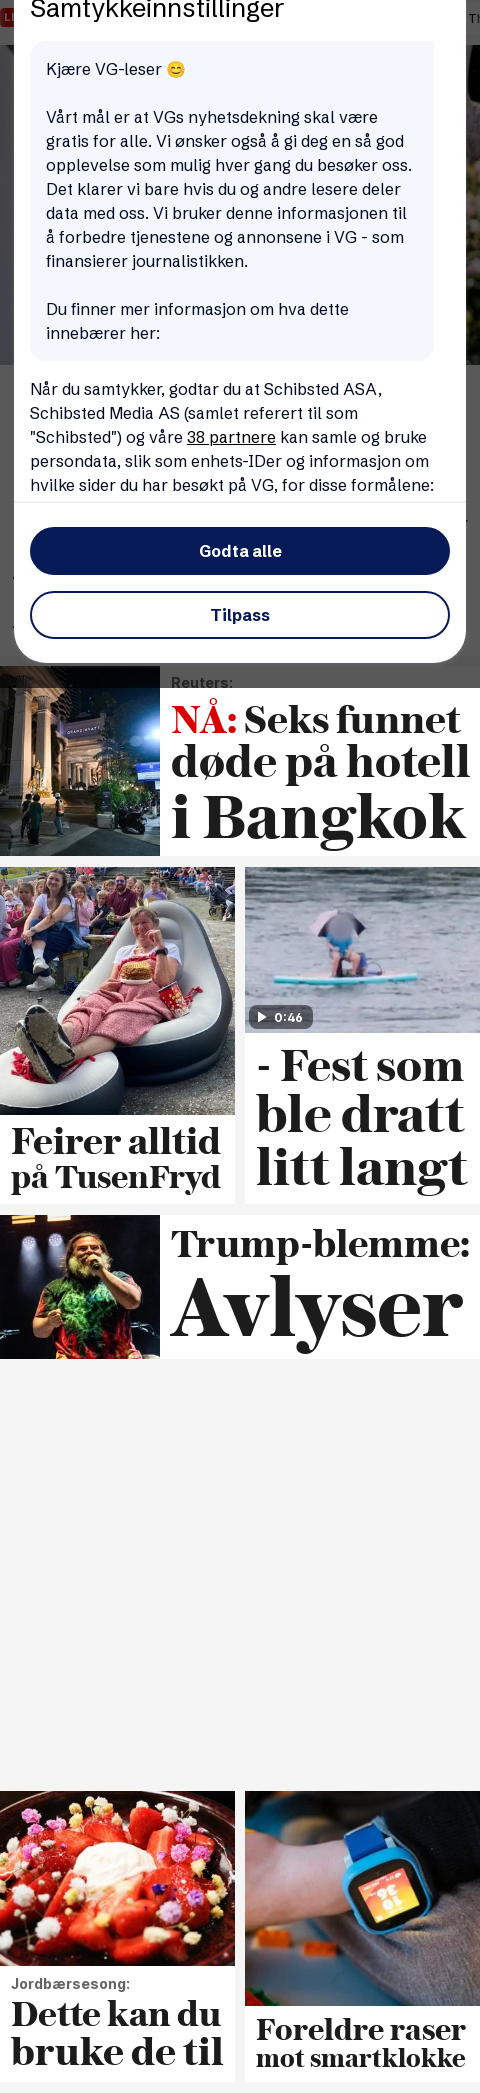 Samtykkeinnstillinger
Kjære VG-leser 😊
Vårt mål er at VGs nyhetsdekning skal være
gratis for alle. Vi ønsker også å gi deg en så god
opplevelse som mulig hver gang du besøker oss.
Det klarer vi bare hvis du og andre lesere deler
data med oss. Vi bruker denne informasjonen til
å forbedre tjenestene og annonsene i VG - som
finansierer journalistikken.
Du finner mer informasjon om hva dette
innebærer her:
Når du samtykker, godtar du at Schibsted ASA,
Schibsted Media AS (samlet referert til som
"Schibsted") og våre 38 partnere kan samle og bruke
persondata, slik som enhets-IDer og informasjon om
hvilke sider du har besøkt på VG, for disse formålene:
Godta alle
Tilpass
Reuters:
NÅ: Seks funnet
døde på hotell
i Bangkok
0:46
Feirer alltid
på TusenFryd
- Fest som
ble dratt
litt langt
Trump-blemme:
Avlyser
Jordbærsesong:
Dette kan du
bruke de til
Foreldre raser
mot smartklokke